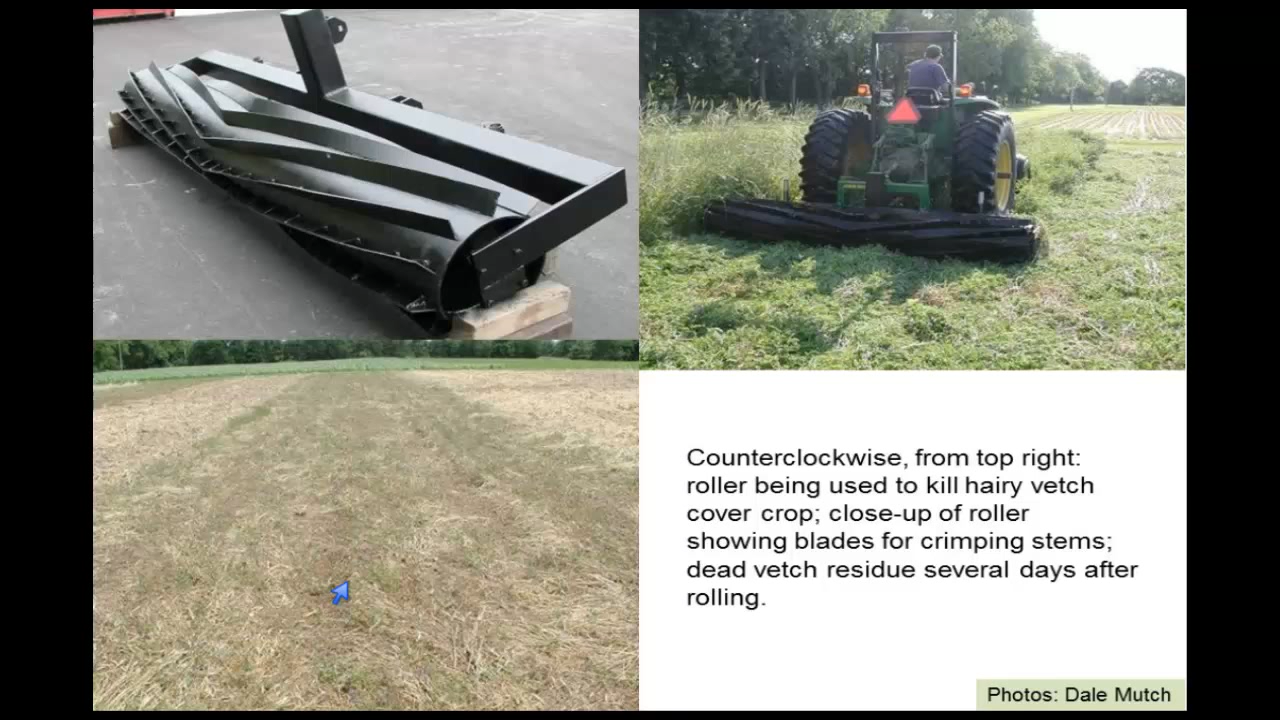 Counterclockwise, from top right:
roller being used to kill hairy vetch
cover crop; close-up of roller
showing blades for crimping stems;
dead vetch residue several days after
rolling.
Photos: Dale Mutch